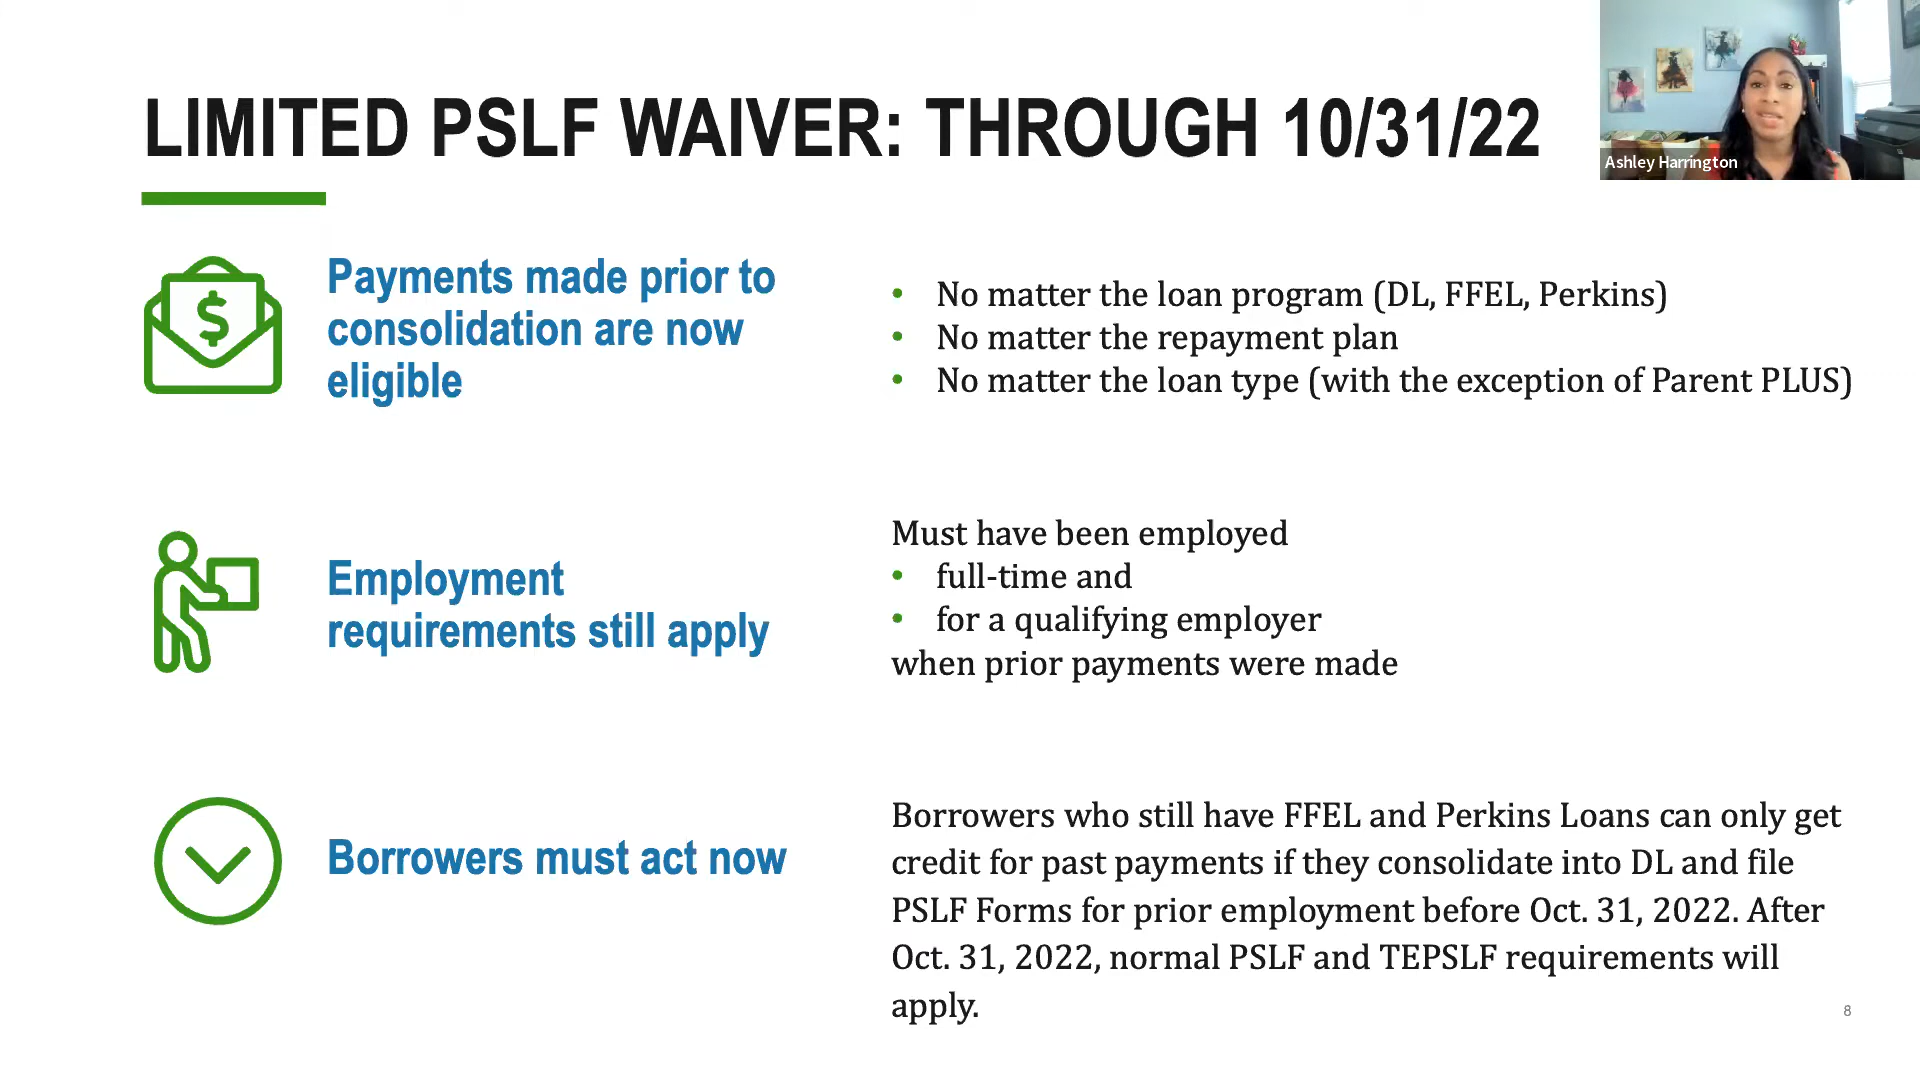 LIMITED PSLF WAIVER: THROUGH 10/31/22
Ashley Harrington
Payments made prior to
consolidation are now
eligible
• No matter the loan program (DL, FFEL, Perkins)
• No matter the repayment plan
• No matter the loan type (with the exception of Parent PLUS)
Employment
requirements still apply
Must have been employed
• full-time and
• for a qualifying employer
when prior payments were made
Borrowers must act now
Borrowers who still have FFEL and Perkins Loans can only get
credit for past payments if they consolidate into DL and file
PSLF Forms for prior employment before Oct. 31, 2022. After
Oct. 31, 2022, normal PSLF and TEPSLF requirements will
apply.
8